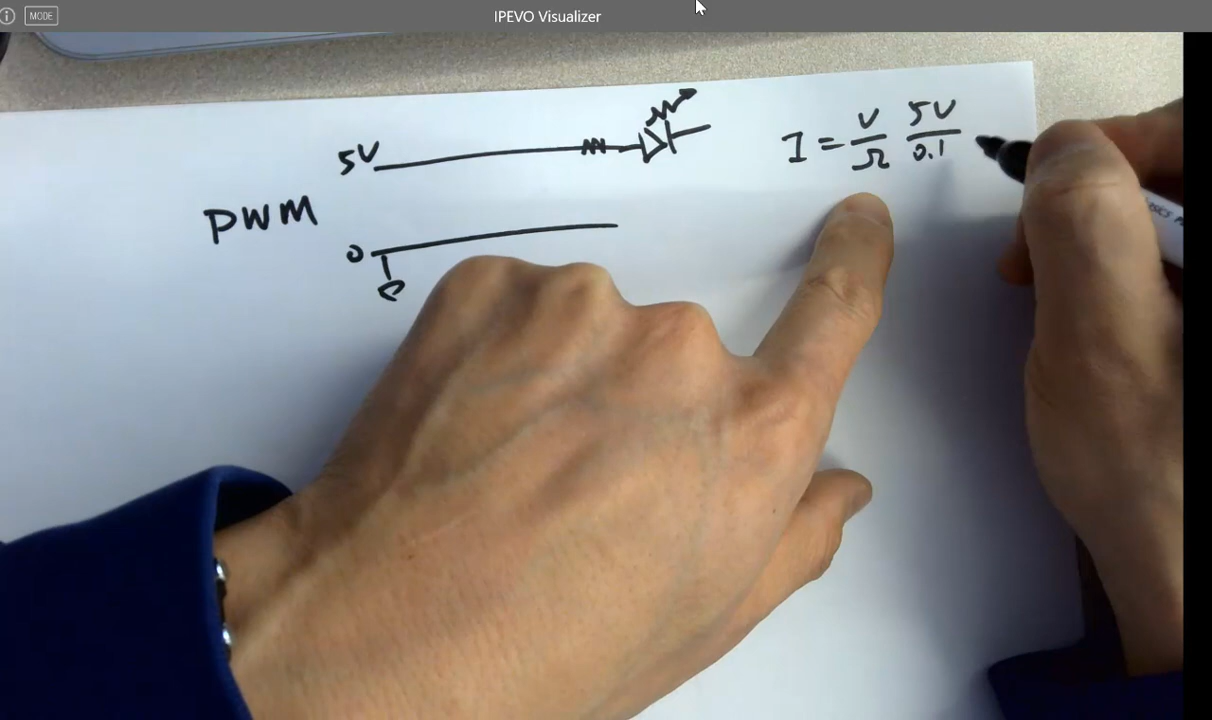 MODE
IPEVO Visualizer
5V
PWM
0
I = V/Ω 5V/0.1